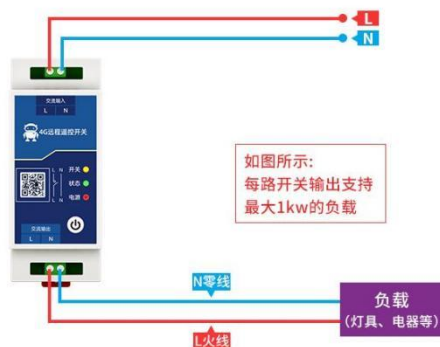 L
N
交流输入
L N
4G远程遥控开关
L N 开关
状态
L N 电源
交流输出
L N
如图所示:
每路开关输出支持
最大1kw的负载
N零线
负载
(灯具、电器等)
L火线